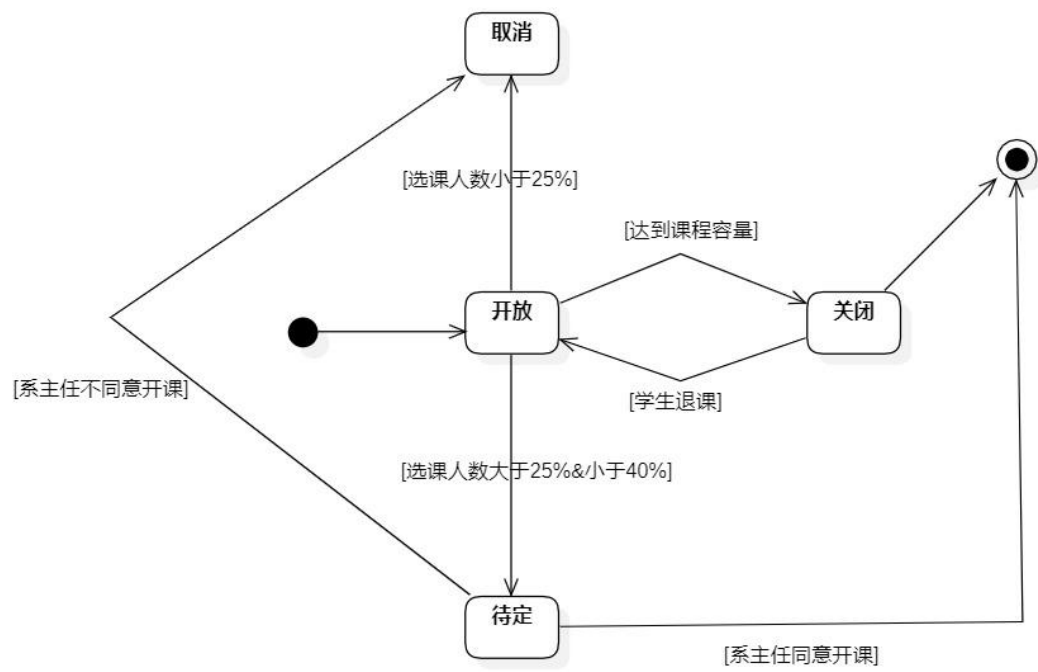 取消
[选课人数小于25%]
[达到课程容量]
开放
关闭
[系主任不同意开课]
[学生退课]
[选课人数大于25%&小于40%]
待定
[系主任同意开课]